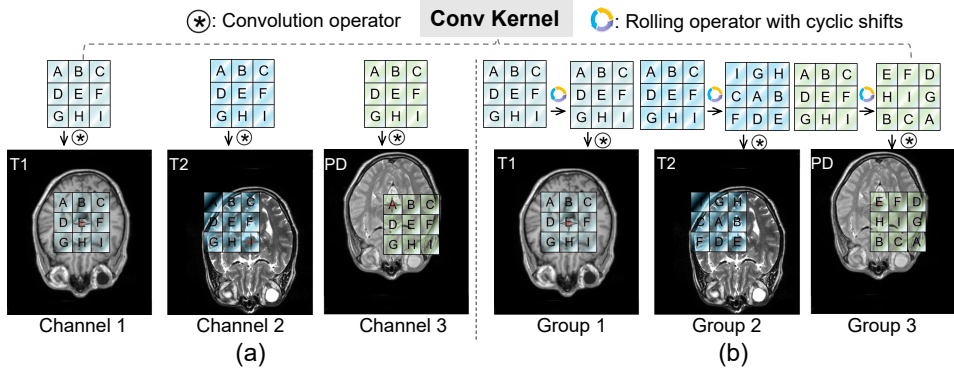 ⊛: Convolution operator
Conv Kernel
: Rolling operator with cyclic shifts
A B C
D E F
G H I
A B C
D E F
G H I
A B C
D E F
G H I
A B C
D E F
G H I
A B C
D E F
G H I
A B C
D E F
G H I
I G H
C A B
F D E
A B C
D E F
G H I
E F D
H I G
B C A
T1
A B C
D E F
G H I
T2
A B C
D E F
G H I
PD
A B C
D E F
G H I
T1
A B C
D E F
G H I
T2
G H
C A B
F D E
PD
E F D
H G
B C A
Channel 1
Channel 2
Channel 3
Group 1
Group 2
Group 3
(a)
(b)